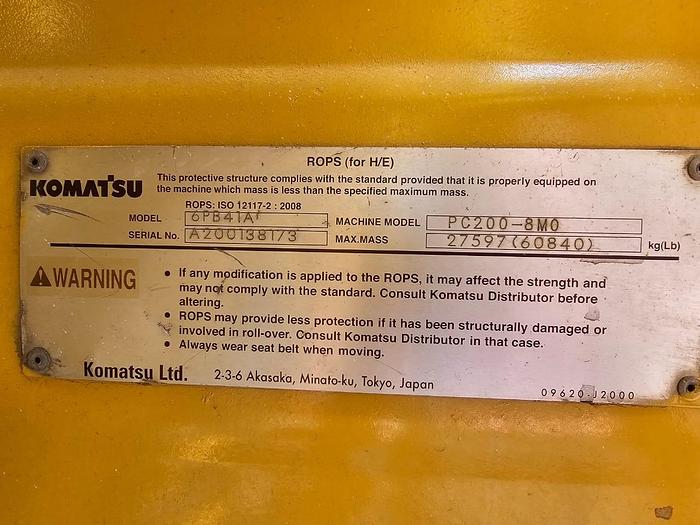 ROPS (for H/E)
KOMATSU
This protective structure complies with the standard provided that it is properly equipped on
the machine which mass is less than the specified maximum mass.
ROPS: ISO 12117-2 : 2008
MODEL 6PB41A MACHINE MODEL PC200-8M0
SERIAL No. A2001381/3 MAX.MASS 27597(60840) kg(Lb)
WARNING
• If any modification is applied to the ROPS, it may affect the strength and
may not comply with the standard. Consult Komatsu Distributor before
altering.
• ROPS may provide less protection if it has been structurally damaged or
involved in roll-over. Consult Komatsu Distributor in that case.
• Always wear seat belt when moving.
Komatsu Ltd. 2-3-6 Akasaka, Minato-ku, Tokyo, Japan
09620-J2000